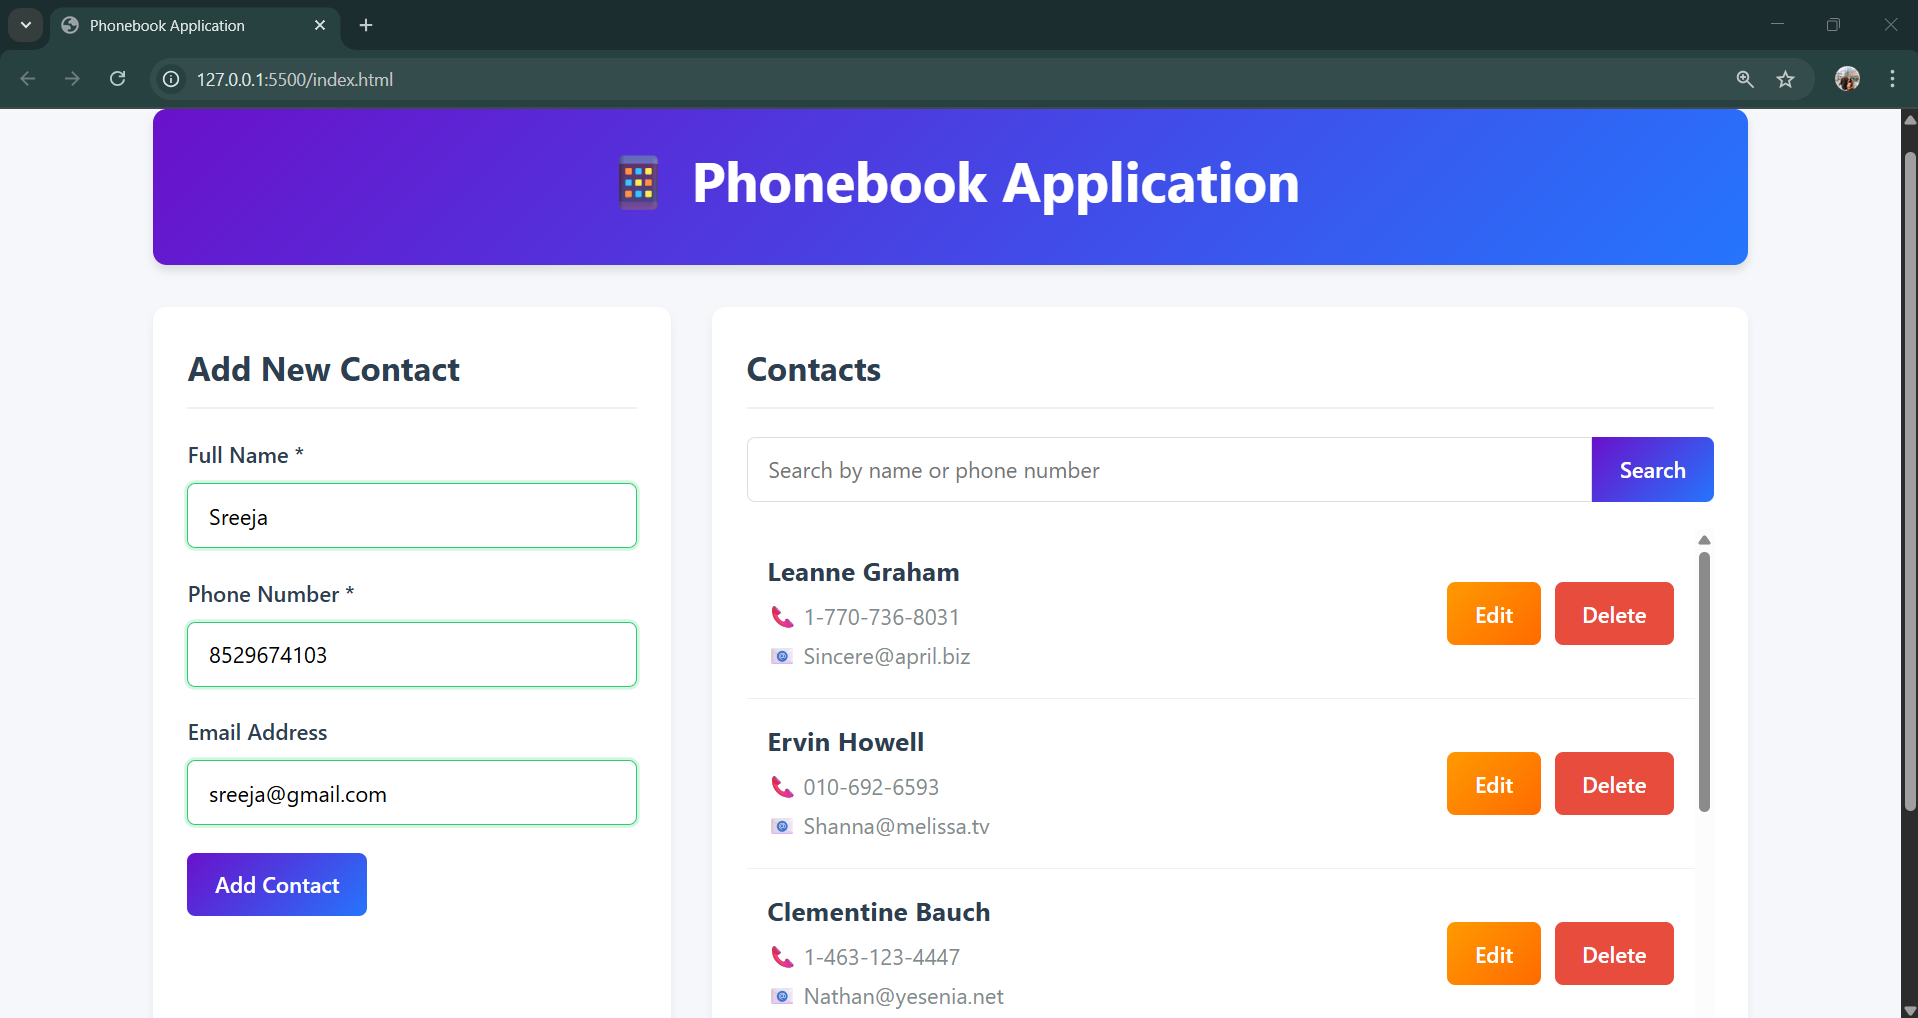 Phonebook Application
127.0.0.1:5500/index.html
Phonebook Application
Add New Contact
Full Name *
Sreeja
Phone Number *
8529674103
Email Address
sreeja@gmail.com
Add Contact
Contacts
Search by name or phone number
Search
Leanne Graham
1-770-736-8031
Sincere@april.biz
Edit
Delete
Ervin Howell
010-692-6593
Shanna@melissa.tv
Edit
Delete
Clementine Bauch
1-463-123-4447
Nathan@yesenia.net
Edit
Delete